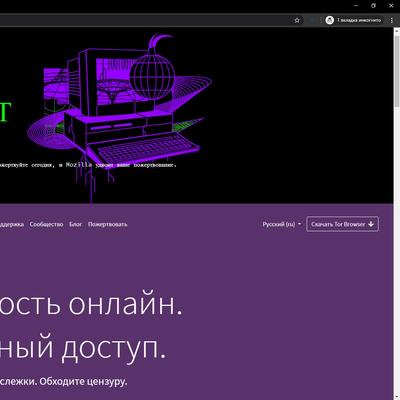 1 вкладка инкогнито
Т
пожертвуйте сегодня, и Mozilla удвоит ваше пожертвование.
ддержка Сообщество Блог Пожертвовать Русский (ru) Скачать Tor Browser
ость онлайн.
ный доступ.
слежки. Обходите цензуру.